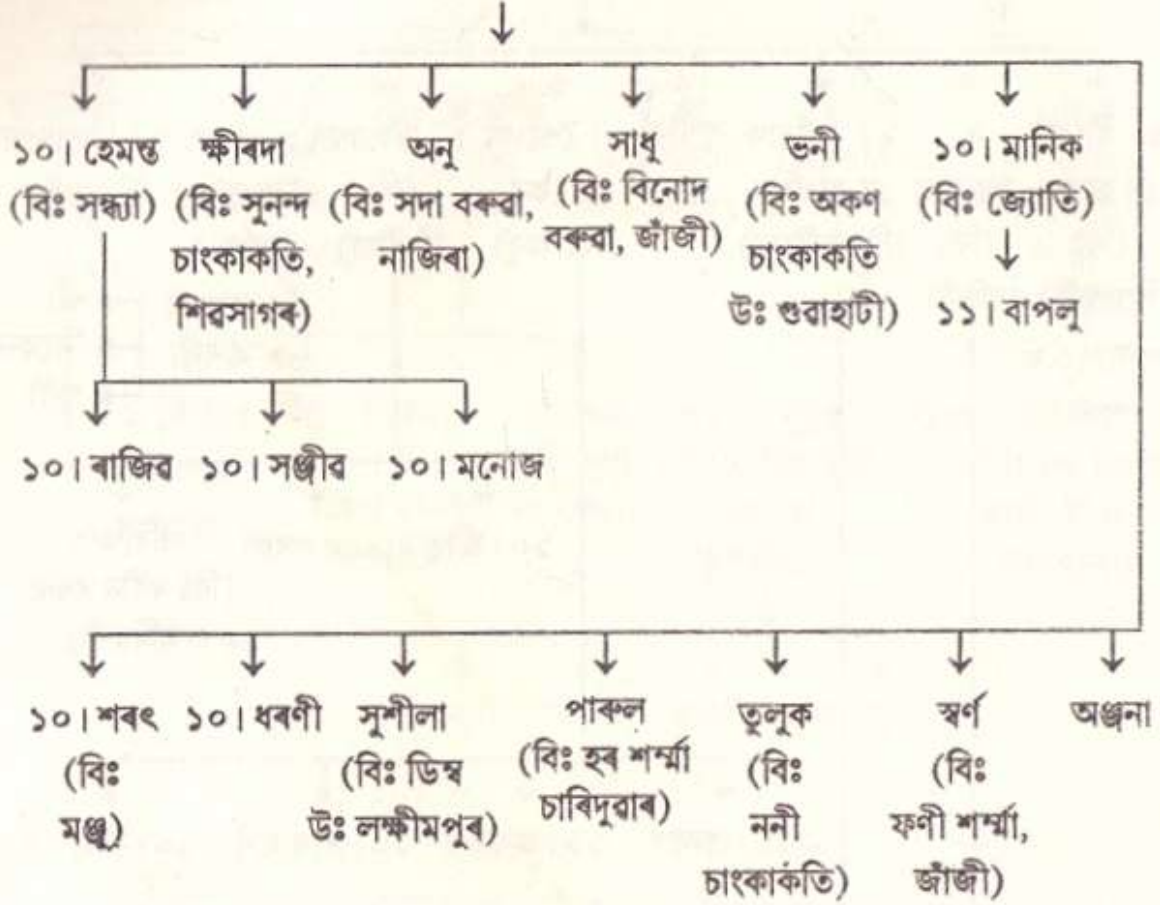 ১০। হেমন্ত ক্ষীৰদা অনু সাধু ভনী ১০। মানিক
(বিঃ সন্ধ্যা) (বিঃ সুনন্দ (বিঃ সদা বৰুৱা, (বিঃ বিনোদ (বিঃ অকণ (বিঃ জ্যোতি)
চাংকাকতি, নাজিৰা) বৰুৱা, জাঁজী) চাংকাকতি
শিৱসাগৰ) উঃ গুৱাহাটী) ১১। বাপলু
১০। ৰাজিৱ ১০। সঞ্জীৱ ১০। মনোজ
১০। শৰৎ ১০। ধৰণী সুশীলা পাৰুল তুলুক স্বৰ্ণ অঞ্জনা
(বিঃ (বিঃ ডিম্ব (বিঃ হৰ শৰ্ম্মা (বিঃ (বিঃ
মঞ্জু) উঃ লক্ষীমপুৰ) চাৰিদুৱাৰ) ননী ফণী শৰ্ম্মা,
চাংকাকতি) জাঁজী)